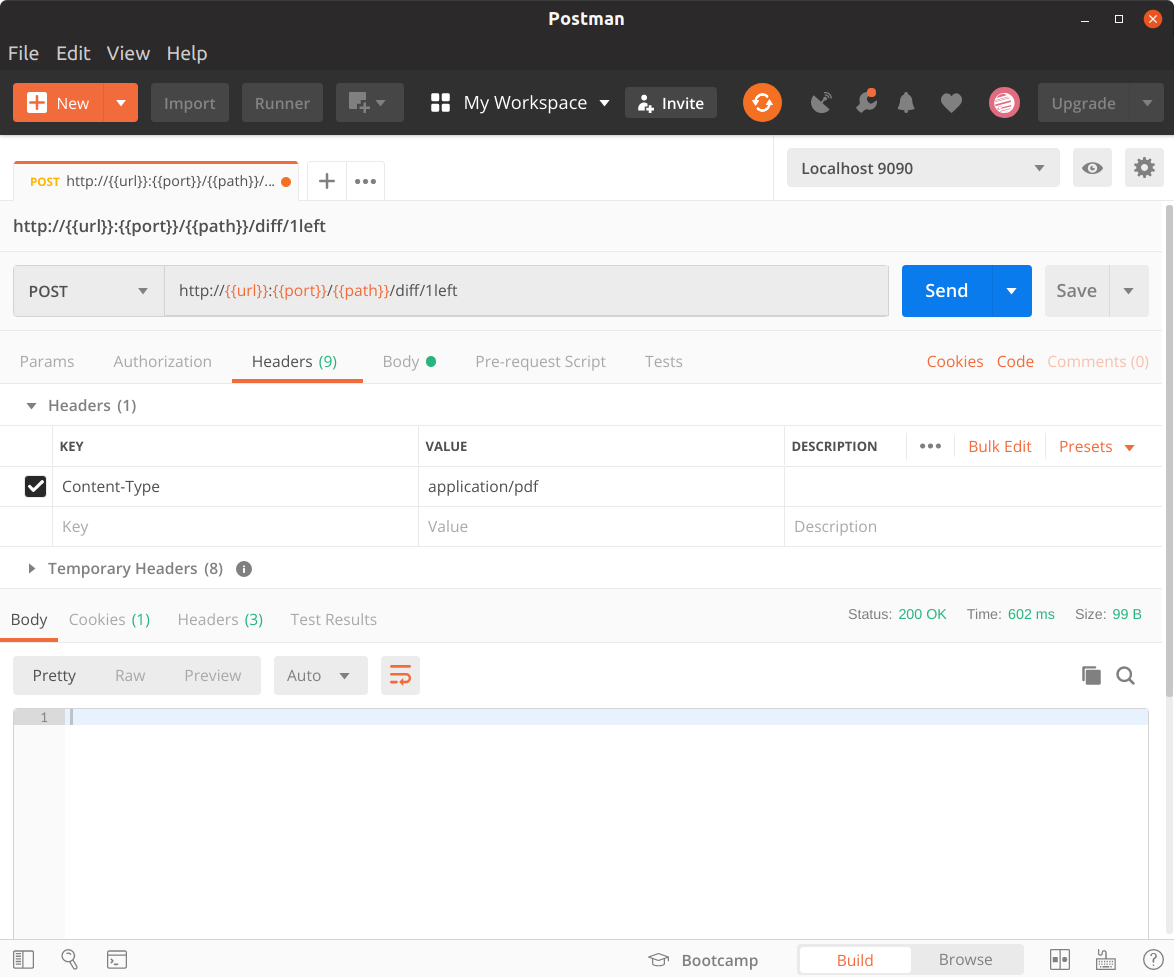 Postman
File Edit View Help
New Import Runner My Workspace Invite Upgrade
POST http://{{url}}:{{port}}/{{path}}/... Localhost 9090
http://{{url}}:{{port}}/{{path}}/diff/1left
POST http://{{url}}:{{port}}/{{path}}/diff/1left Send Save
Params Authorization Headers (9) Body Pre-request Script Tests Cookies Code Comments (0)
Headers (1)
KEY VALUE DESCRIPTION Bulk Edit Presets
Content-Type application/pdf
Key Value Description
Temporary Headers (8)
Body Cookies (1) Headers (3) Test Results Status: 200 OK Time: 602 ms Size: 99 B
Pretty Raw Preview Auto
1
Bootcamp Build Browse